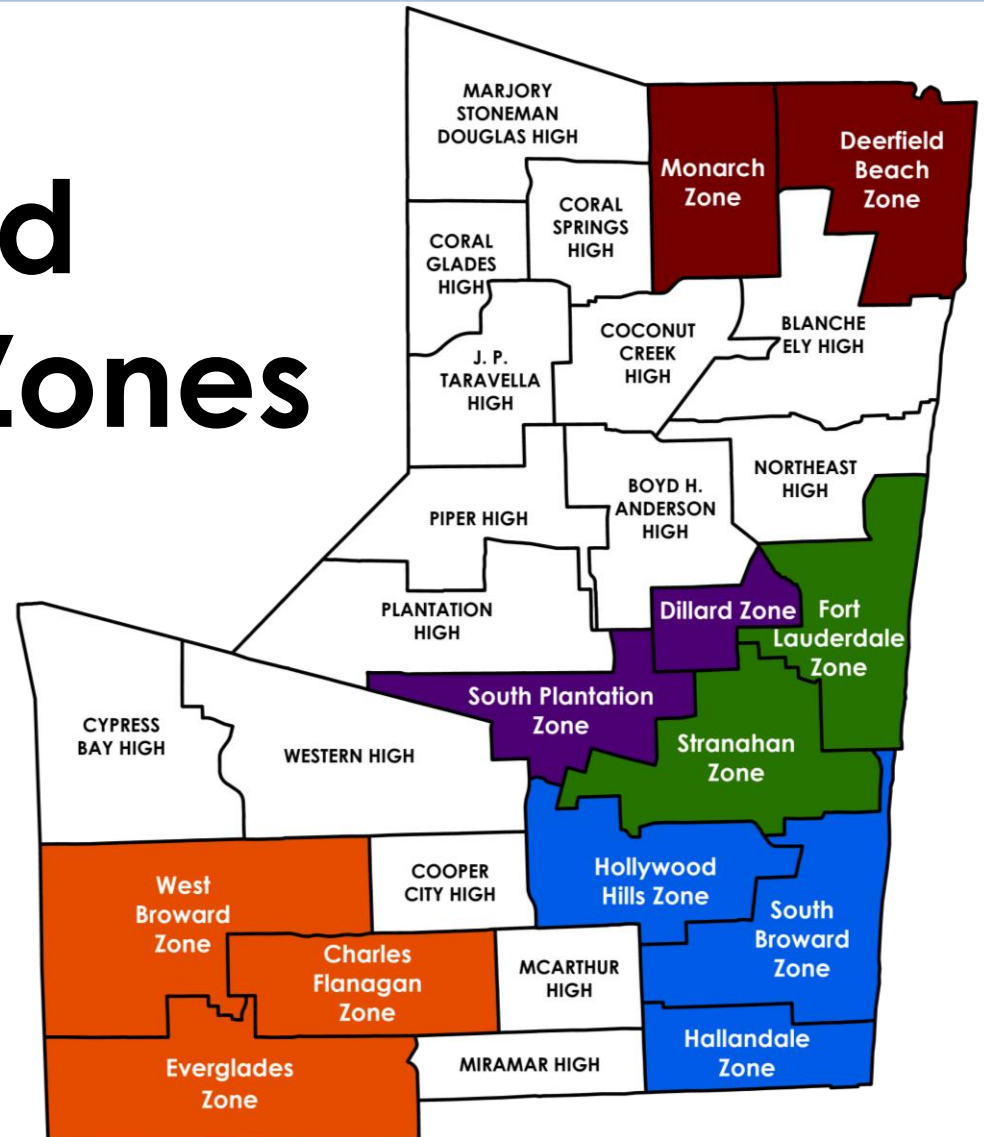 d
Zones
MARJORY
STONEMAN
DOUGLAS HIGH
Monarch
Zone
Deerfield
Beach
Zone
CORAL
SPRINGS
HIGH
CORAL
GLADES
HIGH
BLANCHE
ELY HIGH
COCONUT
CREEK
HIGH
J. P.
TARAVELLA
HIGH
NORTHEAST
HIGH
BOYD H.
ANDERSON
HIGH
PIPER HIGH
PLANTATION
HIGH
Dillard Zone
Fort
Lauderdale
Zone
South Plantation
Zone
CYPRESS
BAY HIGH
WESTERN HIGH
Stranahan
Zone
COOPER
CITY HIGH
Hollywood
Hills Zone
West
Broward
Zone
South
Broward
Zone
Charles
Flanagan
Zone
MCARTHUR
HIGH
Hallandale
Zone
MIRAMAR HIGH
Everglades
Zone